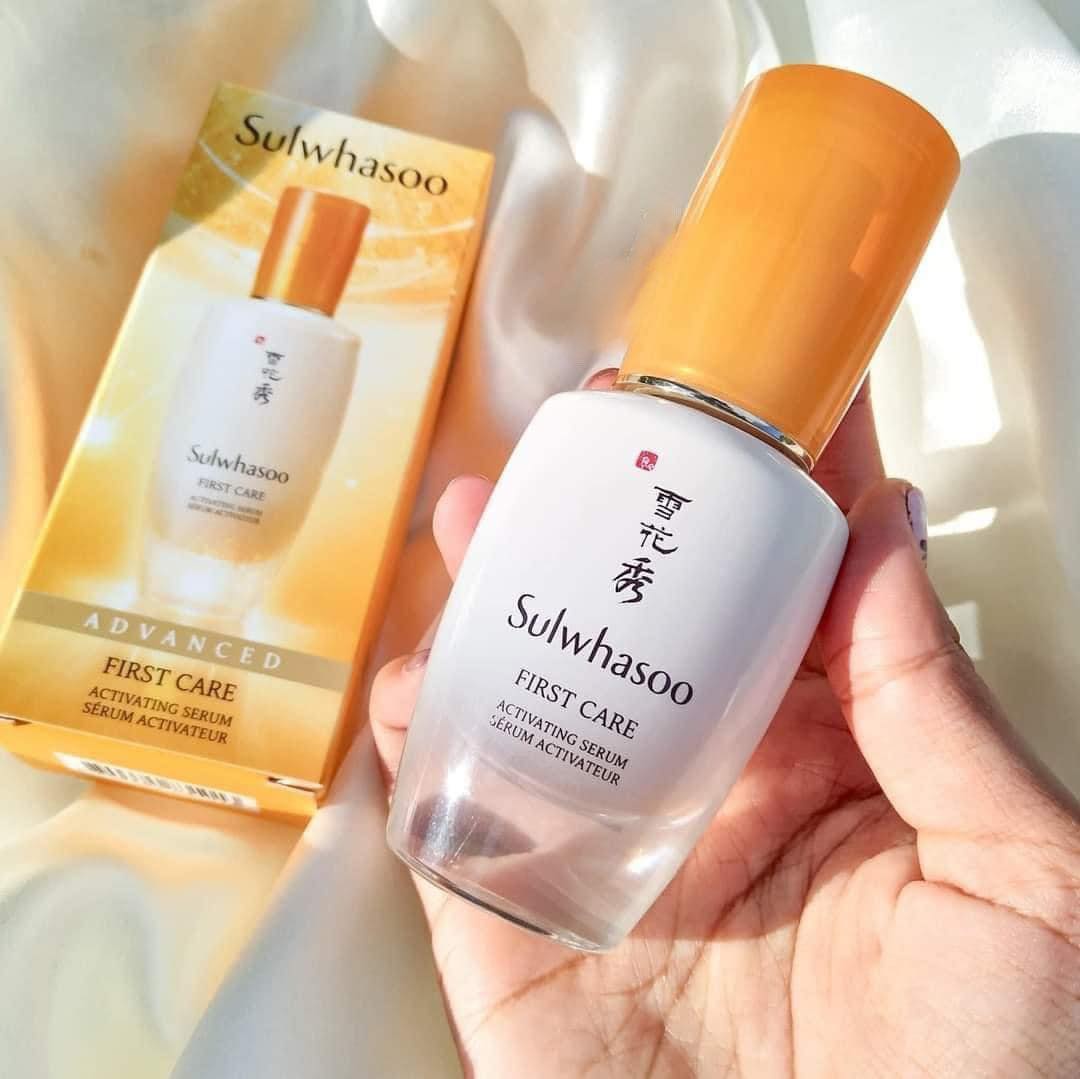 Sulwhasoo
雪
花
秀
Sulwhasoo
FIRST CARE
ACTIVATING SERUM
SÉRUM ACTIVATEUR
ADVANCED
FIRST CARE
ACTIVATING SERUM
SÉRUM ACTIVATEUR
雪
花
秀
Sulwhasoo
FIRST CARE
ACTIVATING SERUM
SÉRUM ACTIVATEUR